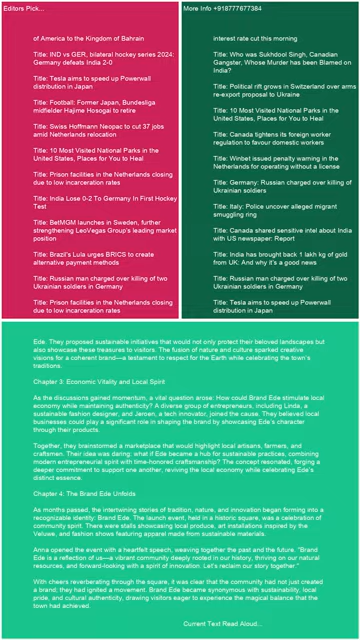 Editors Pick...
of America to the Kingdom of Bahrain
Title: IND vs GER, bilateral hockey series 2024:
Germany defeats India 2-0
Title: Tesla aims to speed up Powerwall
distribution in Japan
Title: Football: Former Japan, Bundesliga
midfielder Hajime Hosogai to retire
Title: Swiss Hoffmann Neopac to cut 37 jobs
amid Netherlands relocation
Title: 10 Most Visited National Parks in the
United States, Places for You to Heal
Title: Prison facilities in the Netherlands closing
due to low incarceration rates
Title: India Lose 0-2 To Germany In First Hockey
Test
Title: BetMGM launches in Sweden, further
strengthening LeoVegas Group's leading market
position
Title: Brazil's Lula urges BRICS to create
alternative payment methods
Title: Russian man charged over killing of two
Ukrainian soldiers in Germany
Title: Prison facilities in the Netherlands closing
due to low incarceration rates
More Info +918777677384
interest rate cut this morning
Title: Who was Sukhdool Singh, Canadian
Gangster, Whose Murder has been Blamed on
India?
Title: Political rift grows in Switzerland over arms
re-export proposal to Ukraine
Title: 10 Most Visited National Parks in the
United States, Places for You to Heal
Title: Canada tightens its foreign worker
regulation to favour domestic workers
Title: Winbet issued penalty warning in the
Netherlands for operating without a license
Title: Germany: Russian charged over killing of
Ukrainian soldiers
Title: Italy: Police uncover alleged migrant
smuggling ring
Title: Canada shared sensitive intel about India
with US newspaper: Report
Title: India has brought back 1 lakh kg of gold
from UK: And why it's a good news
Title: Russian man charged over killing of two
Ukrainian soldiers in Germany
Title: Tesla aims to speed up Powerwall
distribution in Japan
Ede. They proposed sustainable initiatives that would not only protect their beloved landscapes but
also showcase these treasures to visitors. The fusion of nature and culture sparked creative
visions for a coherent brand—a testament to respect for the Earth while celebrating the town's
traditions.
Chapter 3: Economic Vitality and Local Spirit
As the discussions gained momentum, a vital question arose: How could Brand Ede stimulate local
economy while maintaining authenticity? A diverse group of entrepreneurs, including Linda, a
sustainable fashion designer, and Jeroen, a tech innovator, joined the cause. They believed local
businesses could play a significant role in shaping the brand by showcasing Ede's character
through their products.
Together, they brainstormed a marketplace that would highlight local artisans, farmers, and
craftsmen. Their idea was daring: what if Ede became a hub for sustainable practices, combining
modern entrepreneurial spirit with time-honored craftsmanship? The concept resonated, forging a
deeper commitment to support one another, reviving the local economy while celebrating Ede's
distinct essence.
Chapter 4: The Brand Ede Unfolds
As months passed, the intertwining stories of tradition, nature, and innovation began forming into a
recognizable identity: Brand Ede. The launch event, held in a historic square, was a celebration of
community spirit. There were stalls showcasing local produce, art installations inspired by the
Veluwe, and fashion shows featuring apparel made from sustainable materials.
Anna opened the event with a heartfelt speech, weaving together the past and the future. "Brand
Ede is a reflection of us—a vibrant community deeply rooted in our history, thriving on our natural
resources, and forward-looking with a spirit of innovation. Let's reclaim our story together."
With cheers reverberating through the square, it was clear that the community had not just created
a brand; they had ignited a movement. Brand Ede became synonymous with sustainability, local
pride, and cultural authenticity, drawing visitors eager to experience the magical balance that the
town had achieved.
Current Text Read Aloud...